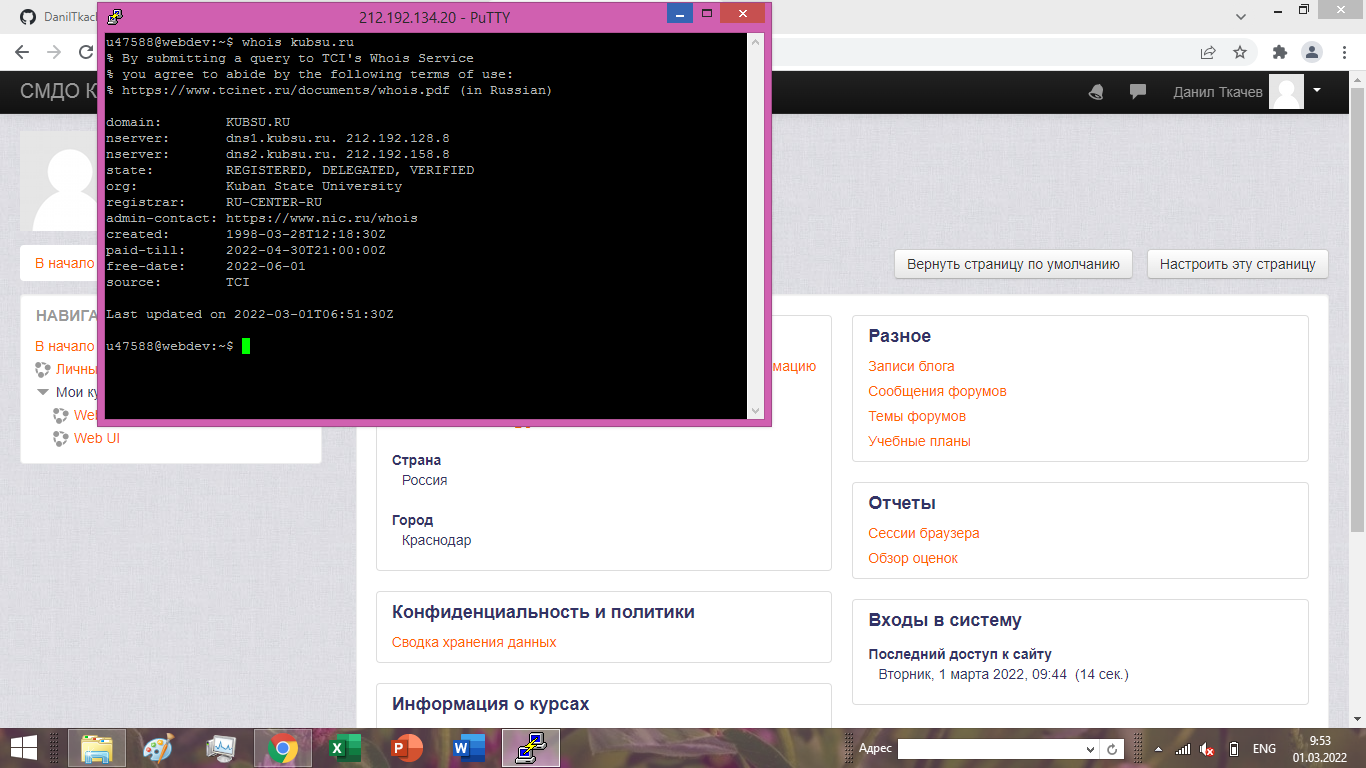 DanilTkac
212.192.134.20 - PuTTY
u47588@webdev:~$ whois kubsu.ru
% By submitting a query to TCI's Whois Service
% you agree to abide by the following terms of use:
% https://www.tcinet.ru/documents/whois.pdf (in Russian)
domain: KUBSU.RU
nserver: dns1.kubsu.ru. 212.192.128.8
nserver: dns2.kubsu.ru. 212.192.158.8
state: REGISTERED, DELEGATED, VERIFIED
org: Kuban State University
registrar: RU-CENTER-RU
admin-contact: https://www.nic.ru/whois
created: 1998-03-28T12:18:30Z
paid-till: 2022-04-30T21:00:00Z
free-date: 2022-06-01
source: TCI
Last updated on 2022-03-01T06:51:30Z
u47588@webdev:~$
СМДО К
Данил Ткачев
В начало
Вернуть страницу по умолчанию
Настроить эту страницу
НАВИГА
В начало
Личны
Мои ку
Web
Web UI
мацию
Страна
Россия
Город
Краснодар
Конфиденциальность и политики
Сводка хранения данных
Информация о курсах
Разное
Записи блога
Сообщения форумов
Темы форумов
Учебные планы
Отчеты
Сессии браузера
Обзор оценок
Входы в систему
Последний доступ к сайту
Вторник, 1 марта 2022, 09:44 (14 сек.)
Адрес
ENG
9:53
01.03.2022